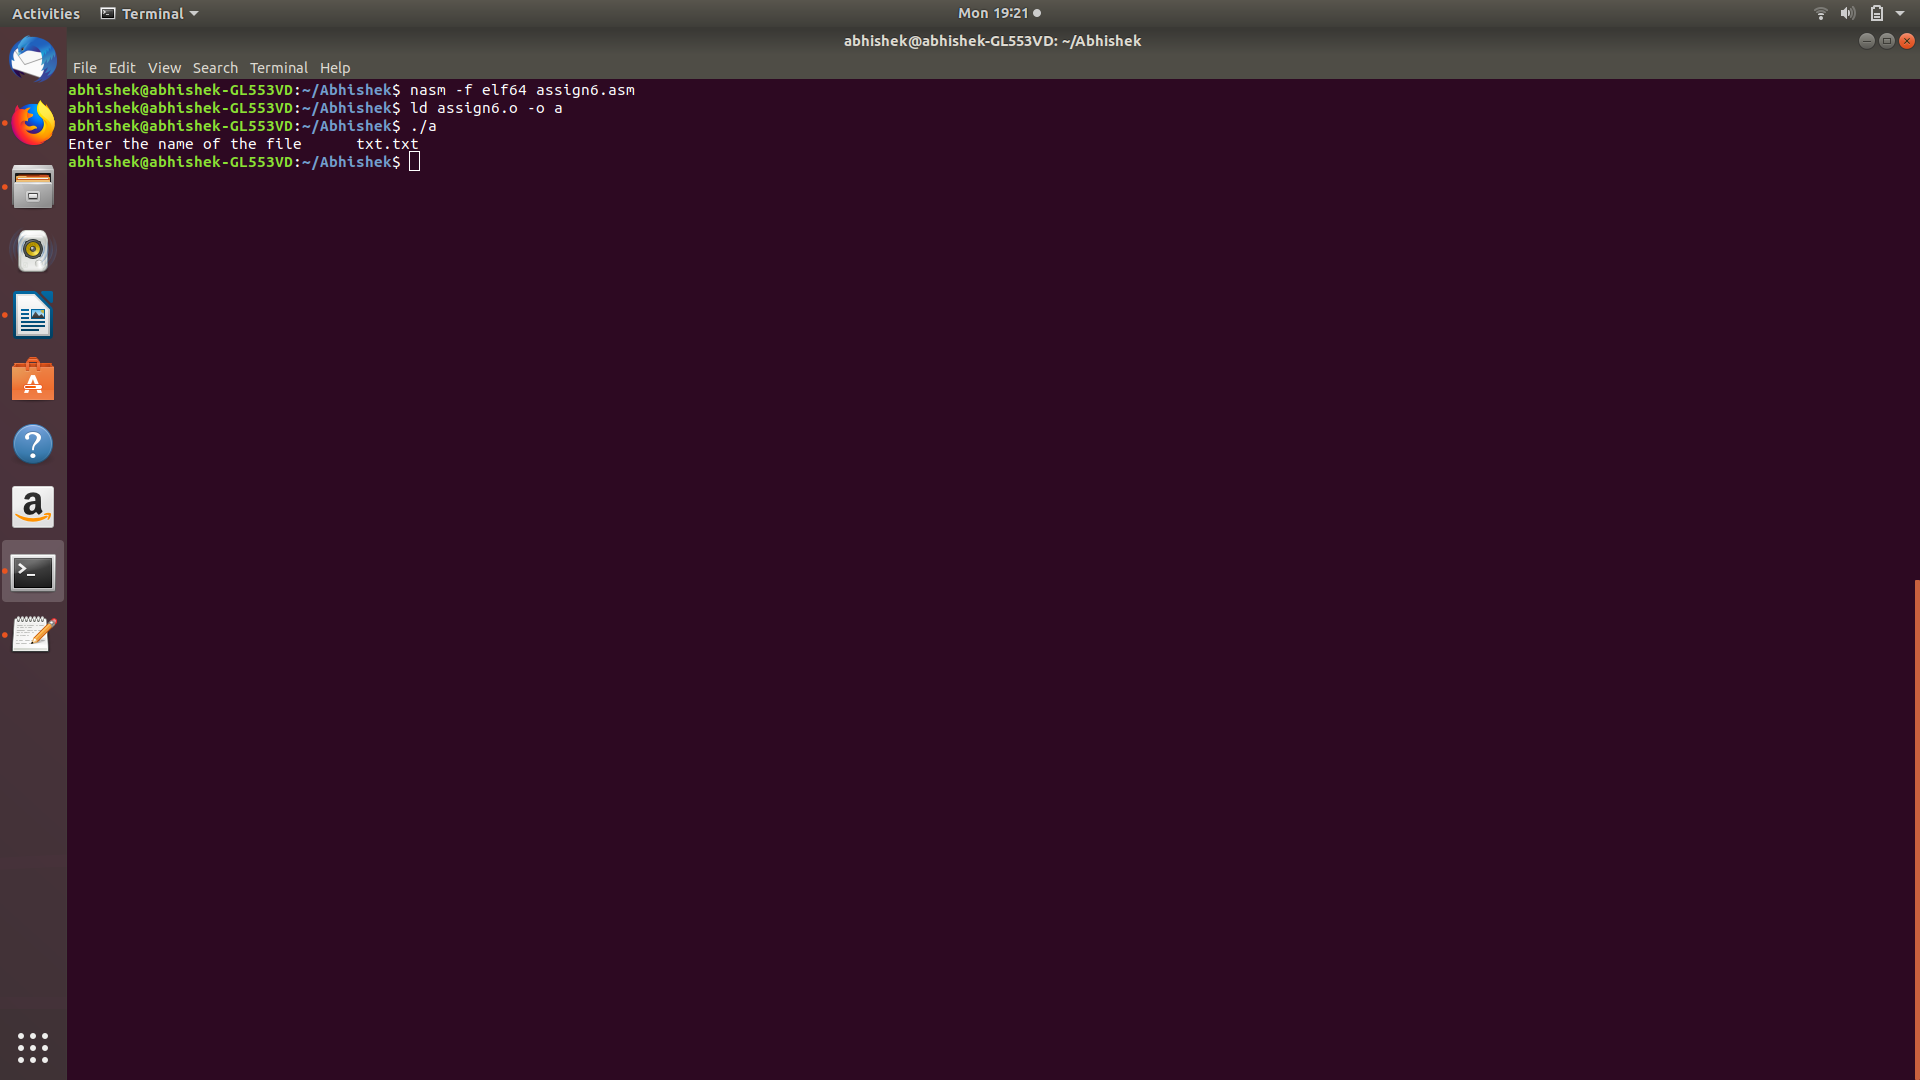 Activities Terminal Mon 19:21
abhishek@abhishek-GL553VD: ~/Abhishek
File Edit View Search Terminal Help
abhishek@abhishek-GL553VD:~/Abhishek$ nasm -f elf64 assign6.asm
abhishek@abhishek-GL553VD:~/Abhishek$ ld assign6.o -o a
abhishek@abhishek-GL553VD:~/Abhishek$ ./a
Enter the name of the file      txt.txt
abhishek@abhishek-GL553VD:~/Abhishek$